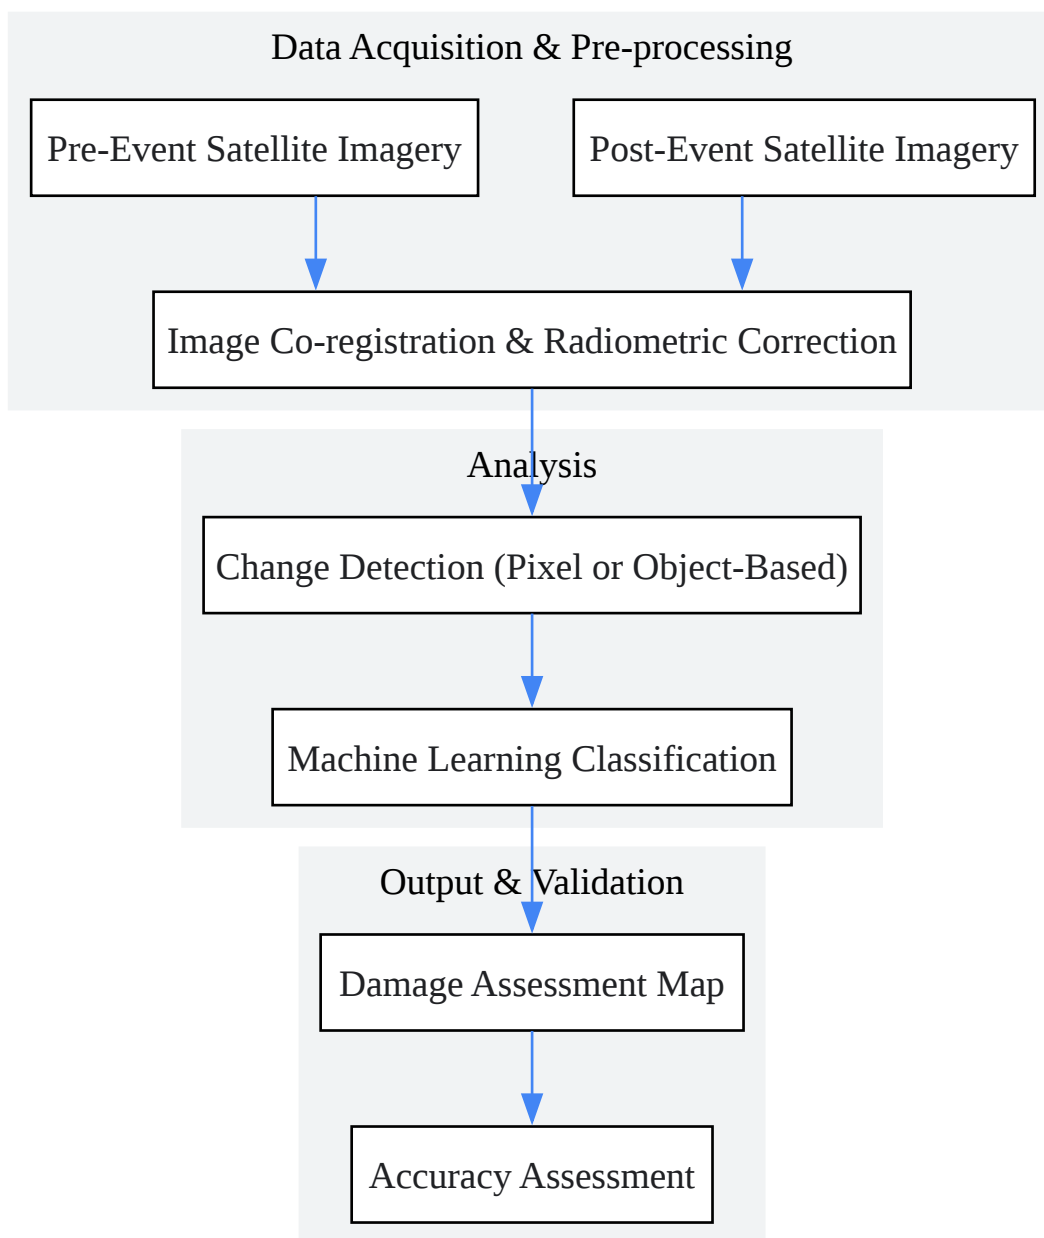 Data Acquisition & Pre-processing
Pre-Event Satellite Imagery
Post-Event Satellite Imagery
Image Co-registration & Radiometric Correction
Analysis
Change Detection (Pixel or Object-Based)
Machine Learning Classification
Output & Validation
Damage Assessment Map
Accuracy Assessment